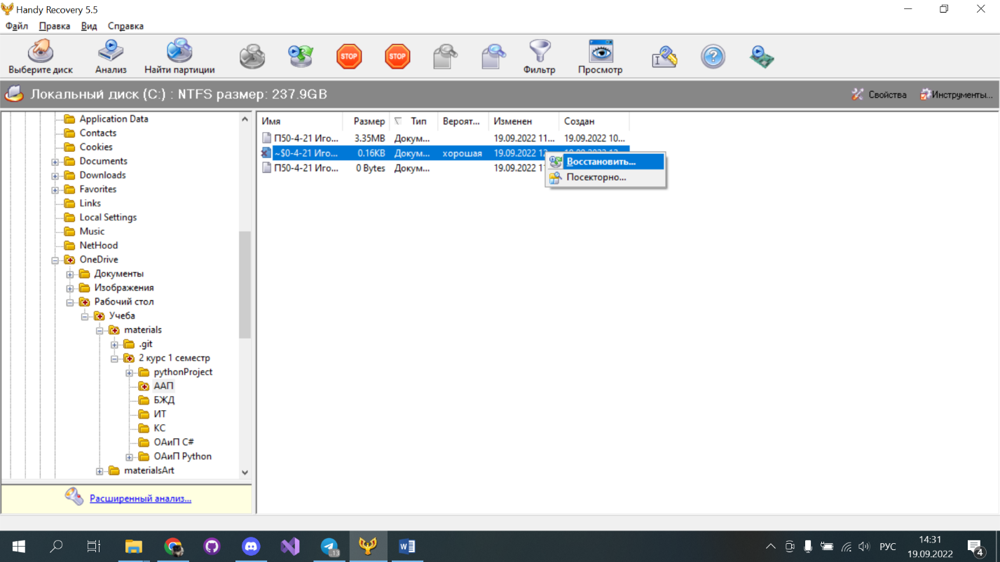 Handy Recovery 5.5
Файл Правка Вид Справка
Выберите диск Анализ Найти партиции STOP STOP Фильтр Просмотр
Локальный диск (C:) : NTFS размер: 237.9GB Свойства Инструменты...
Application Data
Contacts
Cookies
Documents
Downloads
Favorites
Links
Local Settings
Music
NetHood
OneDrive
Документы
Изображения
Рабочий стол
Учеба
materials
.git
2 курс 1 семестр
pythonProject
ААП
БЖД
ИТ
КС
ОАиП C#
ОАиП Python
materialsArt
Расширенный анализ...
Имя Размер Тип Вероят... Изменен Создан
П50-4-21 Иго... 3.35MB Докум... 19.09.2022 11... 19.09.2022 10...
~$0-4-21 Иго... 0.16KB Докум... хорошая 19.09.2022 12
П50-4-21 Иго... 0 Bytes Докум... 19.09.2022 1
Восстановить...
Посекторно...
13
РУС
14:31
19.09.2022
4